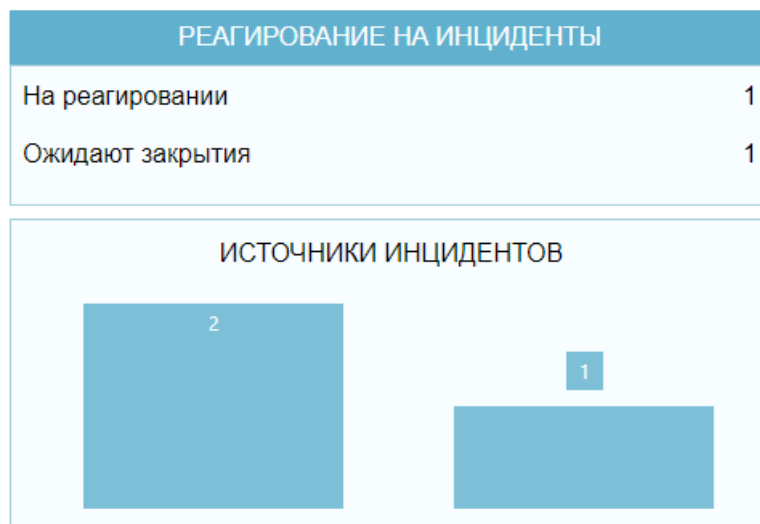 РЕАГИРОВАНИЕ НА ИНЦИДЕНТЫ
На реагировании 1
Ожидают закрытия 1
ИСТОЧНИКИ ИНЦИДЕНТОВ
2
1